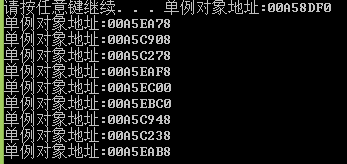 请按任意键继续. . . 单例对象地址:00A58DF0
单例对象地址:00A5EA78
单例对象地址:00A5C908
单例对象地址:00A5C278
单例对象地址:00A5EAF8
单例对象地址:00A5EC00
单例对象地址:00A5EBC0
单例对象地址:00A5C948
单例对象地址:00A5C238
单例对象地址:00A5EAB8